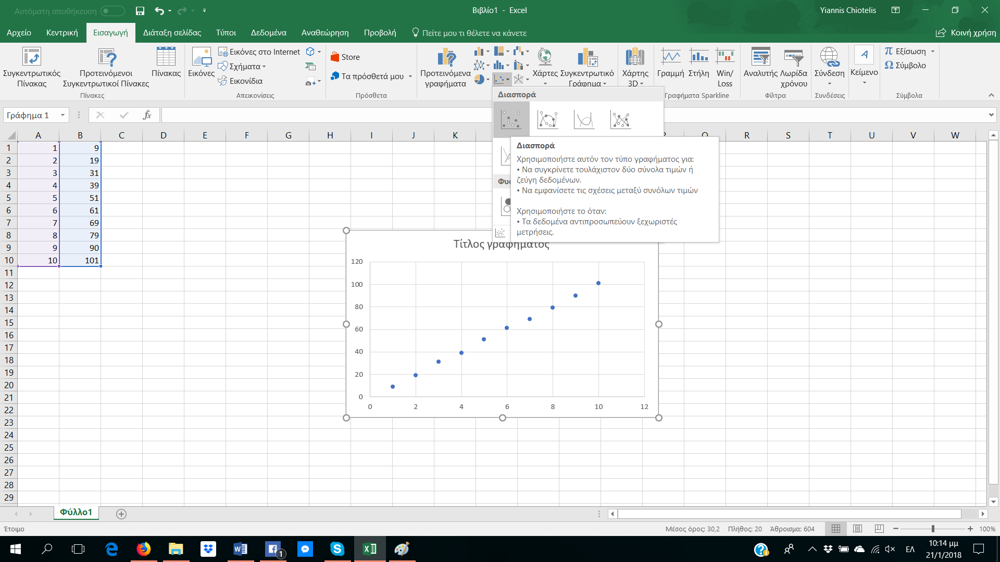 Αυτόματη αποθήκευση
Βιβλίο1 - Excel
Yiannis Chiotelis
Αρχείο Κεντρική Εισαγωγή Διάταξη σελίδας Τύποι Δεδομένα Αναθεώρηση Προβολή Πείτε μου τι θέλετε να κάνετε Κοινή χρήση
Συγκεντρωτικός Πίνακας
Προτεινόμενοι Συγκεντρωτικοί Πίνακες
Πίνακας
Πίνακες
Εικόνες
Εικόνες στο Internet
Σχήματα
Εικονίδια
Απεικονίσεις
Store
Τα πρόσθετά μου
Πρόσθετα
Προτεινόμενα γραφήματα
Χάρτες
Συγκεντρωτικό Γράφημα
Χάρτης 3D
Γραμμή
Στήλη
Win/ Loss
Γραφήματα Sparkline
Αναλυτής
Λωρίδα χρόνου
Φίλτρα
Σύνδεση
Συνδέσεις
Κείμενο
π Εξίσωση
Ω Σύμβολο
Σύμβολα
Γράφημα 1
fx
Διασπορά
Φυσ
Διασπορά
Χρησιμοποιήστε αυτόν τον τύπο γραφήματος για:
• Να συγκρίνετε τουλάχιστον δύο σύνολα τιμών ή
ζεύγη δεδομένων.
• Να εμφανίσετε τις σχέσεις μεταξύ συνόλων τιμών
Χρησιμοποιήστε το όταν:
• Τα δεδομένα αντιπροσωπεύουν ξεχωριστές
μετρήσεις.
A B C D E F G H I J K R S T U V W
1 1 9
2 2 19
3 3 31
4 4 39
5 5 51
6 6 61
7 7 69
8 8 79
9 9 90
10 10 101
11
12
13
14
15
16
17
18
19
20
21
22
23
24
25
26
27
28
29
Τίτλος γραφήματος
120
100
80
60
40
20
0
0 2 4 6 8 10 12
Φύλλο1
Έτοιμο
Μέσος όρος: 30,2 Πλήθος: 20 Άθροισμα: 604
100%
1
ΕΛ
10:14 μμ
21/1/2018